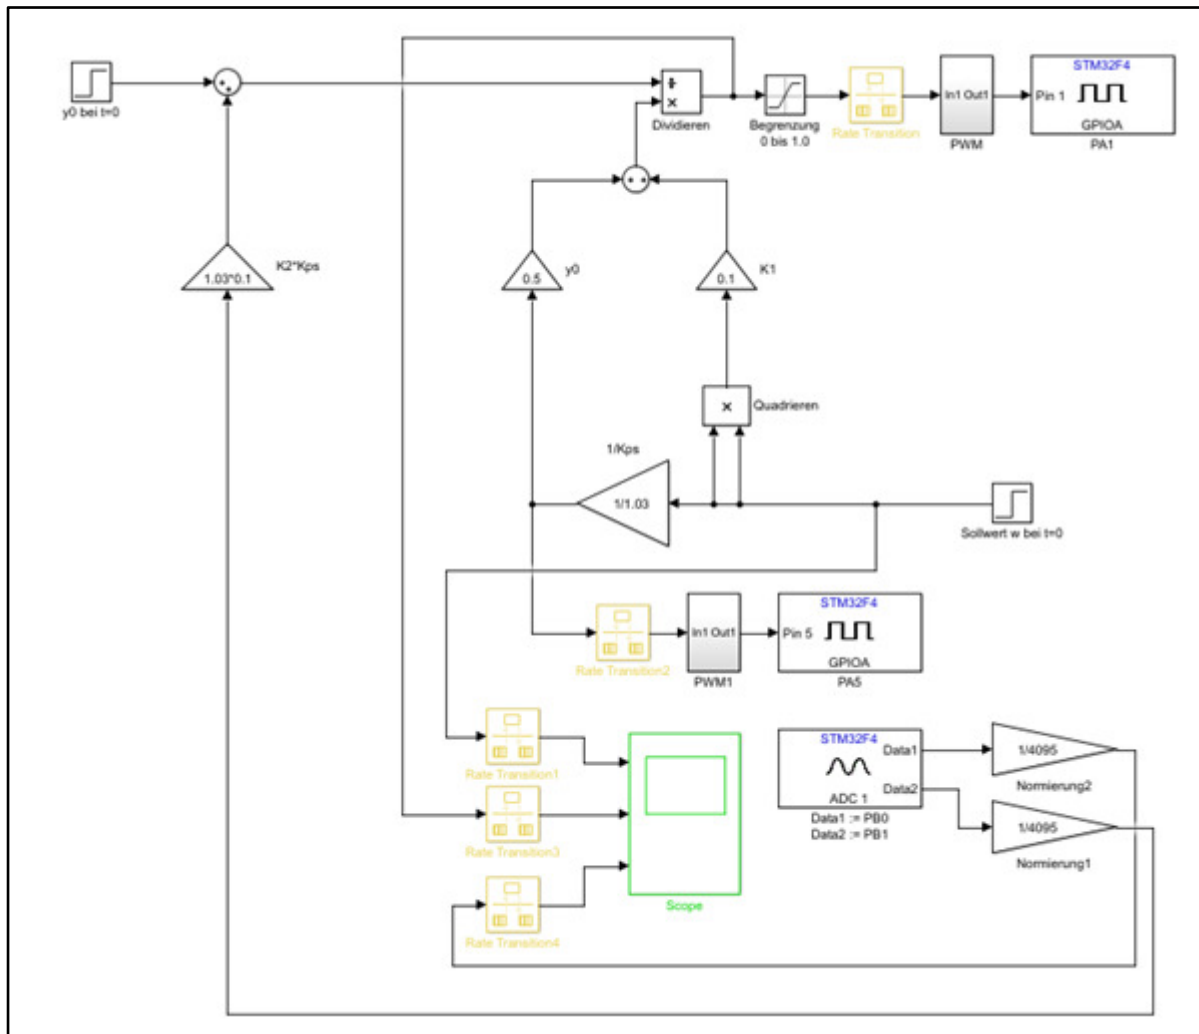 STM32F4
Pin 1
GPIOA
PA1
y0 bei t=0
Dividieren
Begrenzung
0 bis 1.0
Rate Transition
In1 Out1
PWM
1.03*0.1
K2*Kps
0.5
y0
0.1
K1
Quadrieren
1/Kps
1/1.03
Sollwert w bei t=0
Rate Transition2
In1 Out1
PWM1
STM32F4
Pin 5
GPIOA
PA5
Rate Transition1
Rate Transition3
Rate Transition4
Scope
STM32F4
Data1
Data2
ADC 1
Data1 := PB0
Data2 := PB1
1/4095
Normierung2
1/4095
Normierung1